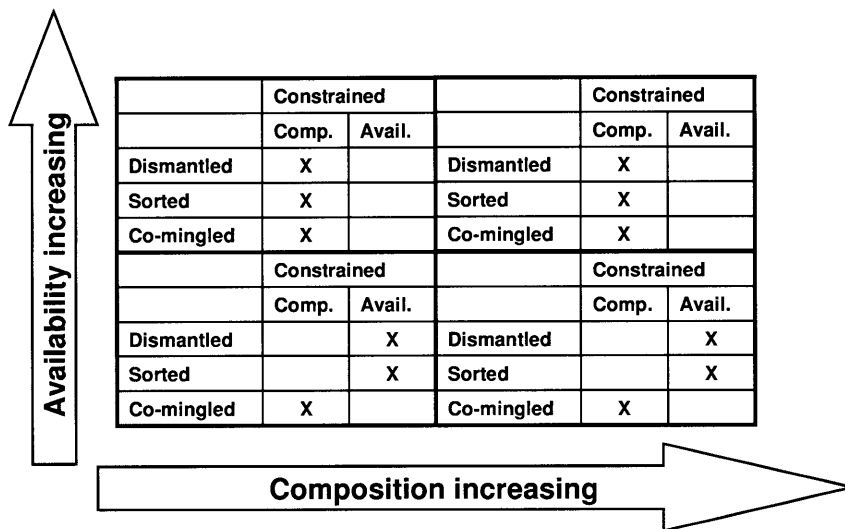 Availability increasing
Constrained Constrained
Comp. Avail. Comp. Avail.
Dismantled X Dismantled X
Sorted X Sorted X
Co-mingled X Co-mingled X
Constrained Constrained
Comp. Avail. Comp. Avail.
Dismantled X Dismantled X
Sorted X Sorted X
Co-mingled X Co-mingled X
Composition increasing